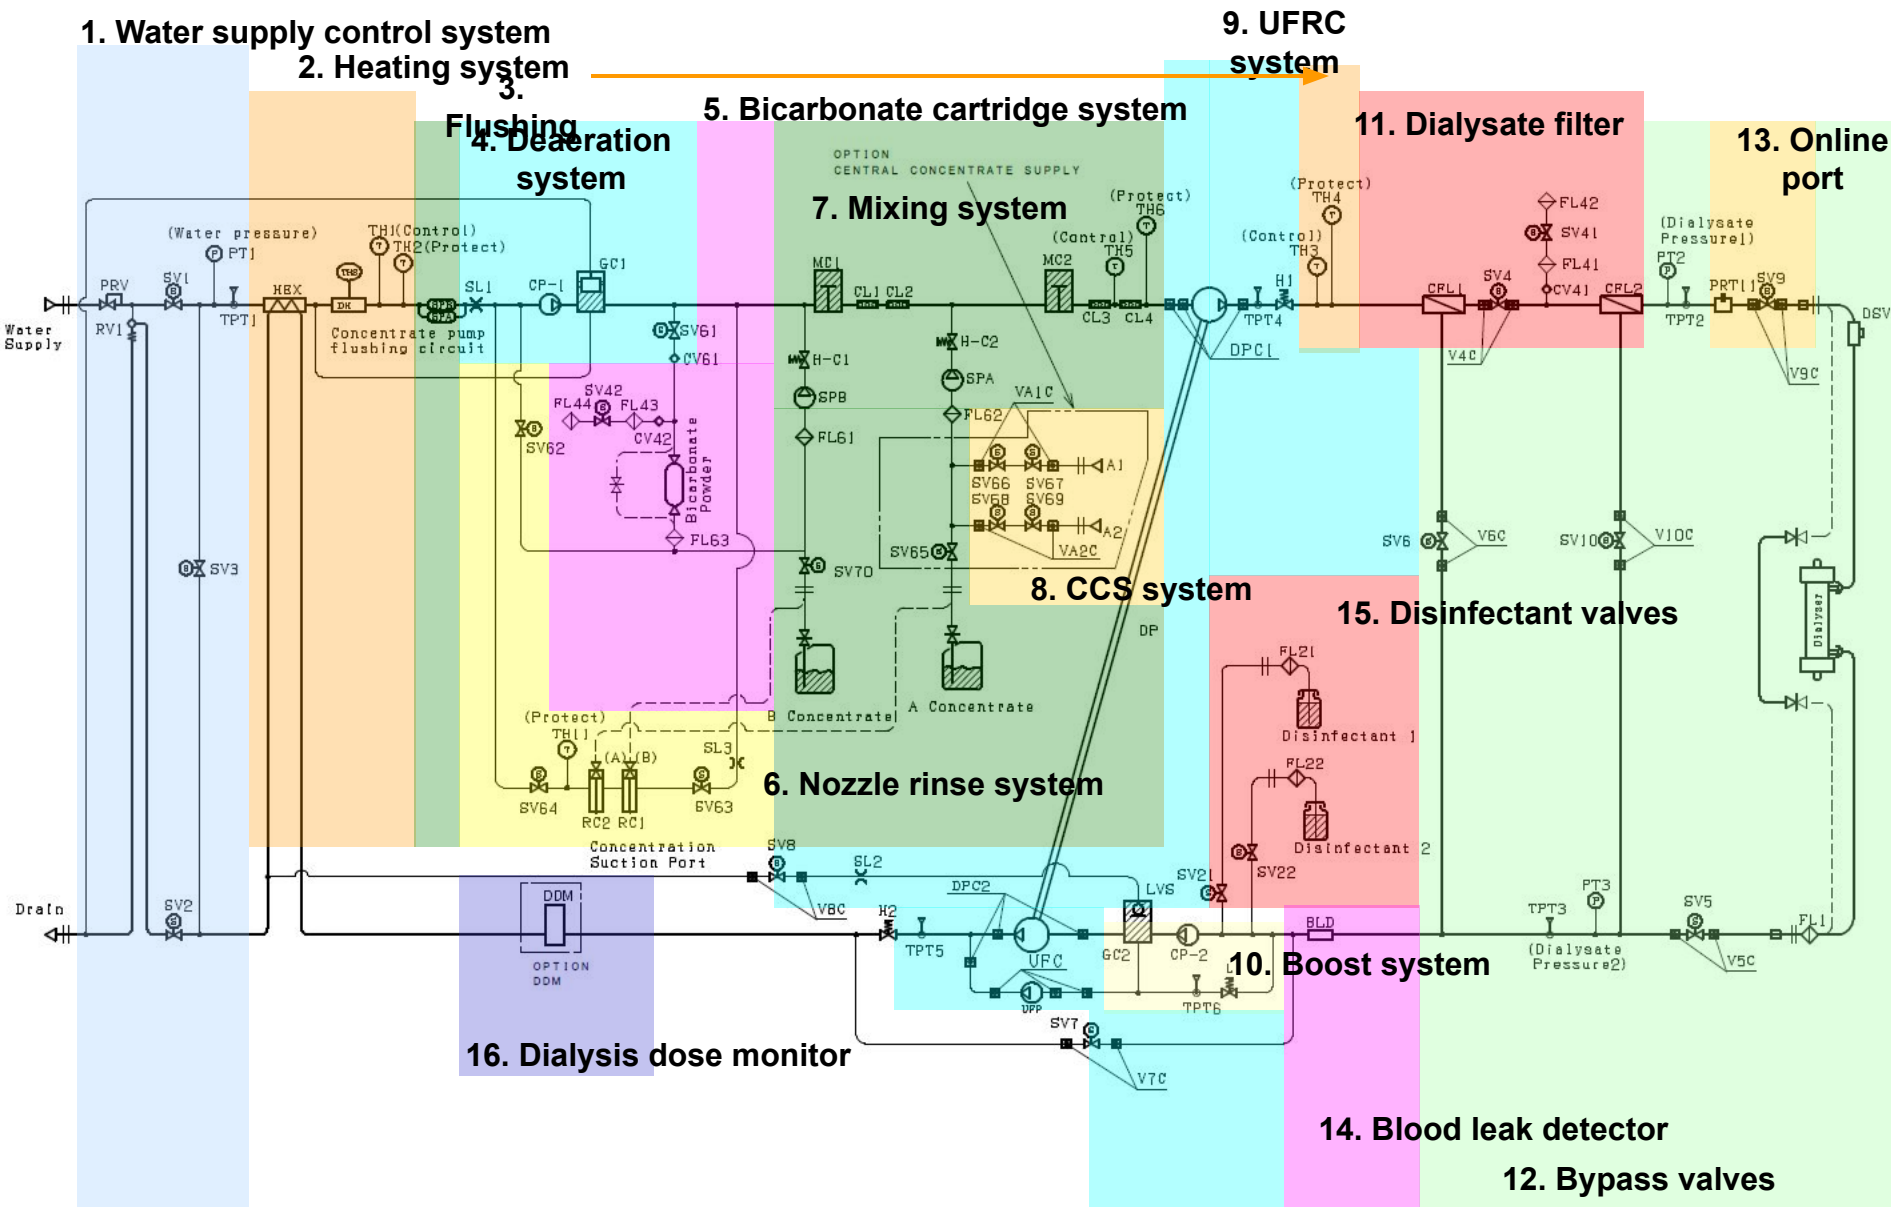 1. Water supply control system
2. Heating system
3.
Flushing
4. Deaeration
system
5. Bicarbonate cartridge system
9. UFRC
system
11. Dialysate filter
13. Online
port
OPTION
CENTRAL CONCENTRATE SUPPLY
7. Mixing system
(Protect)
TH6
(Control)
TH5
(Protect)
TH4
(Control)
TH3
FL42
SV41
FL41
CV41
(Dialysate
Pressure1)
PT2
(Water pressure)
PT1
TH1(Control)
TH2(Protect)
THS
GC1
MC1
MC2
PRV
SV1
HEX
DH
GPB
GPA
SL1
CP-1
CL1
CL2
CL3
CL4
H1
CFL1
SV4
CFL2
PRT11
SV9
DSV
Water
Supply
RV1
TPT1
Concentrate pump
flushing circuit
SV61
CV61
H-C1
H-C2
DPC1
TPT4
V4C
TPT2
V9C
SPB
SPA
VA1C
SV42
FL44
FL43
CV42
SV62
FL61
FL62
A1
SV66
SV67
SV68
SV69
A2
VA2C
Bicarbonate
Powder
FL63
SV65
SV70
SV3
SV6
V6C
SV10
V10C
8. CCS system
15. Disinfectant valves
DP
Dialyser
FL21
Disinfectant 1
B Concentrate
A Concentrate
(Protect)
TH11
SL3
(A)
(B)
SV64
RC2
RC1
SV63
6. Nozzle rinse system
FL22
Disinfectant 2
Concentration
Suction Port
SV8
SL2
SV22
SV21
LVS
DPC2
V8C
H2
DDM
Drain
SV2
TPT5
UFC
GC2
CP-2
BLD
TPT3
PT3
(Dialysate
Pressure2)
SV5
V5C
FL1
OPTION
DDM
10. Boost system
UFP
TPT6
SV7
V7C
16. Dialysis dose monitor
14. Blood leak detector
12. Bypass valves